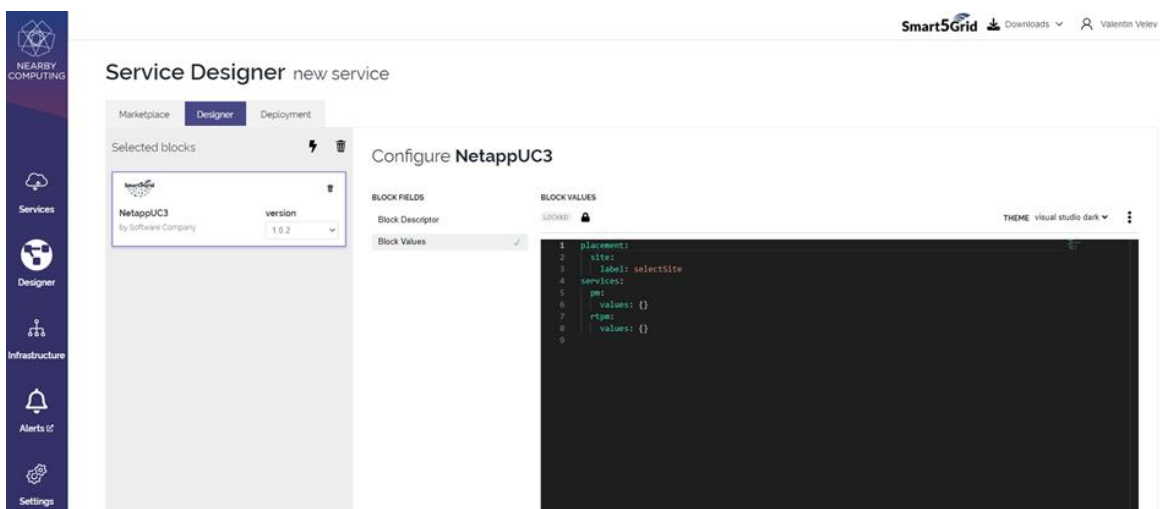 Smart5Grid Downloads Valentin Velev
NEARBY
COMPUTING
Service Designer new service
Marketplace Designer Deployment
Selected blocks
Configure NetappUC3
Smart5Grid
NetappUC3 version
by Software Company 1.0.2
BLOCK FIELDS BLOCK VALUES
Block Descriptor LOCKED THEME visual studio dark
Block Values
1 placement:
2 site:
3 label: selectSite
4 services:
5 pm:
6 values: {}
7 rtpm:
8 values: {}
9
Services
Designer
Infrastructure
Alerts
Settings